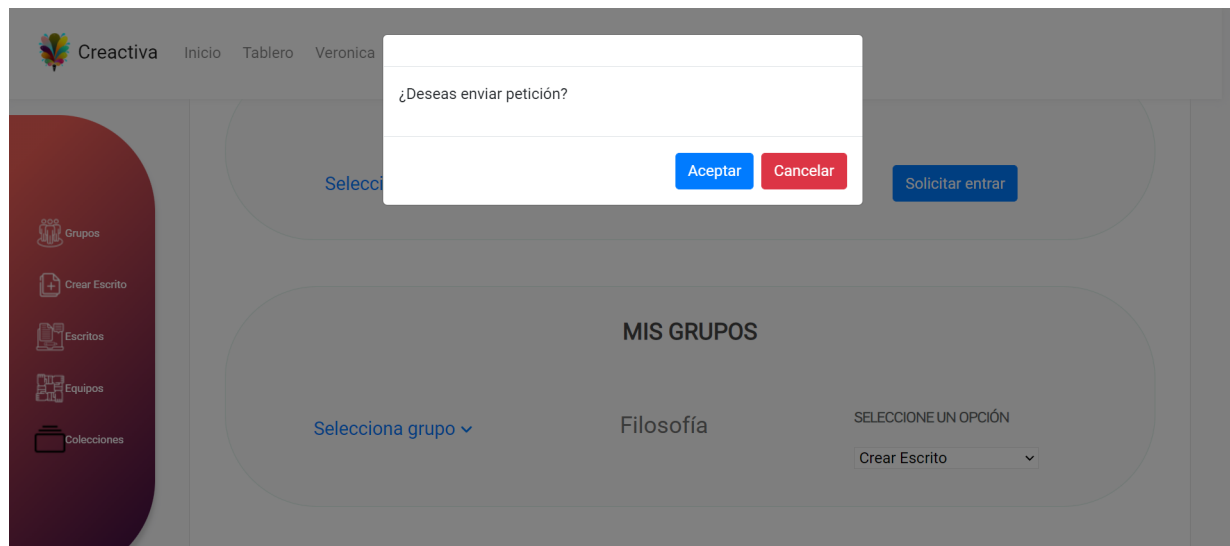 Creactiva Inicio Tablero Veronica
¿Deseas enviar petición?
Aceptar Cancelar
Selecci
Solicitar entrar
Grupos
Crear Escrito
Escritos
Equipos
Colecciones
MIS GRUPOS
Selecciona grupo
Filosofía
SELECCIONE UN OPCIÓN
Crear Escrito